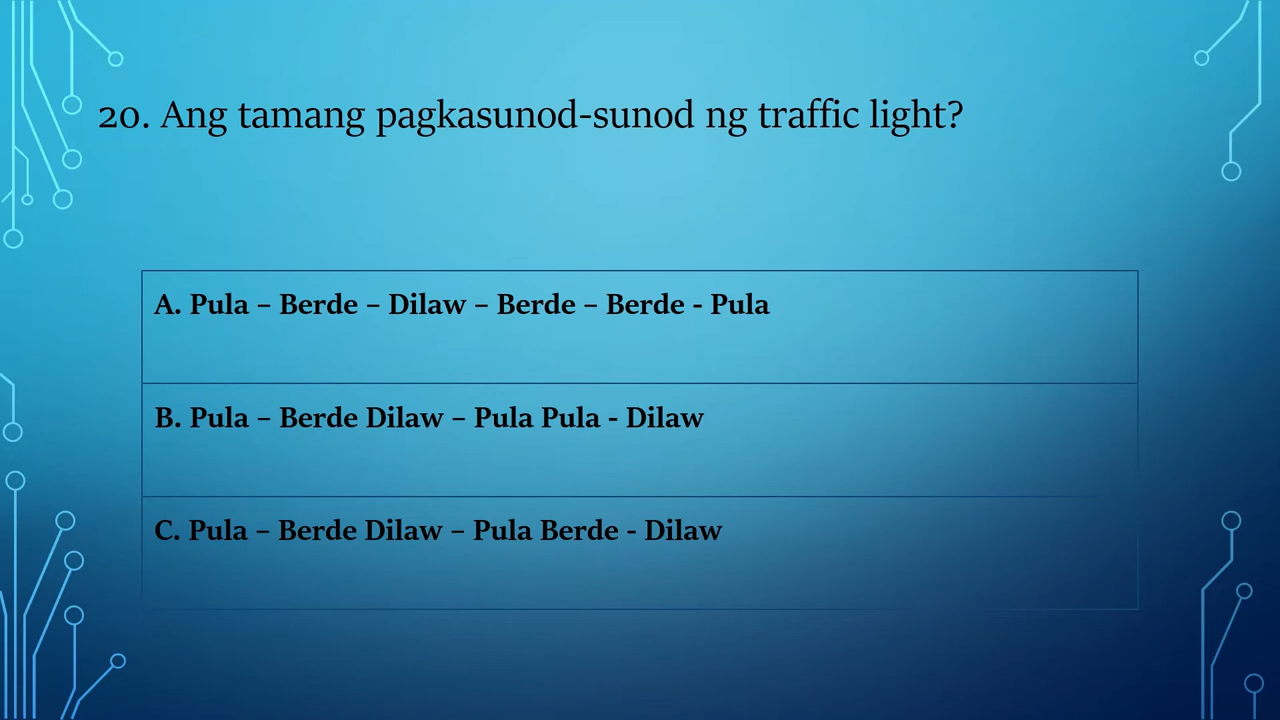 20. Ang tamang pagkasunod-sunod ng traffic light?
A. Pula – Berde – Dilaw – Berde – Berde - Pula
B. Pula – Berde Dilaw – Pula Pula - Dilaw
C. Pula – Berde Dilaw – Pula Berde - Dilaw